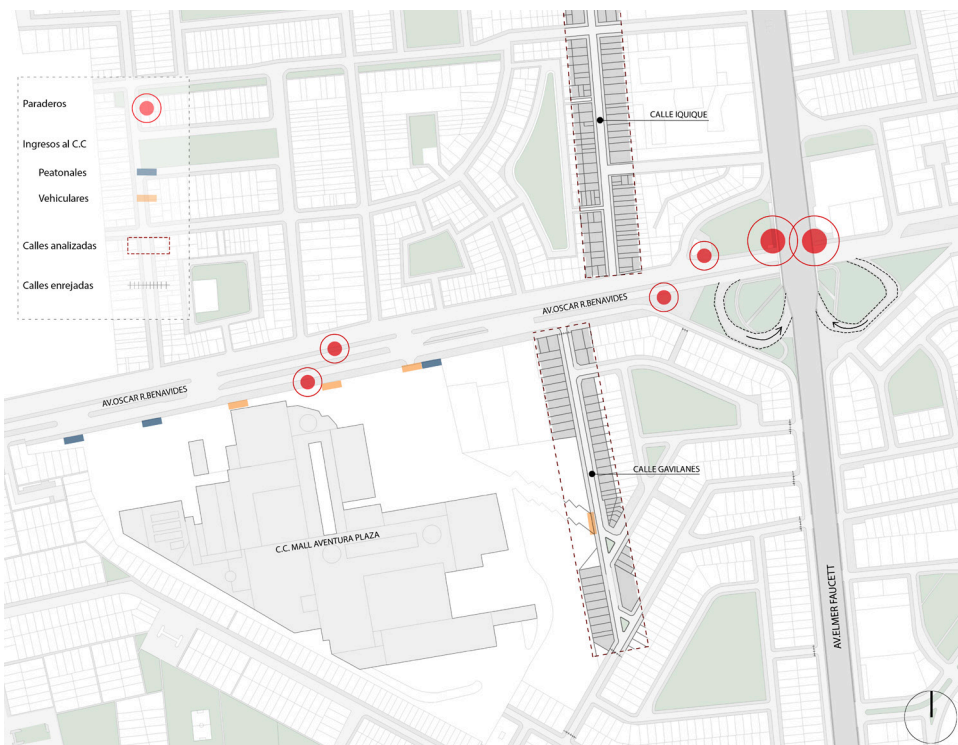 Paraderos
Ingresos al C.C
Peatonales
Vehiculares
Calles analizadas
Calles enrejadas
CALLE IQUIQUE
AV.OSCAR R.BENAVIDES
AV.OSCAR R.BENAVIDES
CALLE GAVILANES
C.C. MALL AVENTURA PLAZA
AV.ELMER FAUCETT